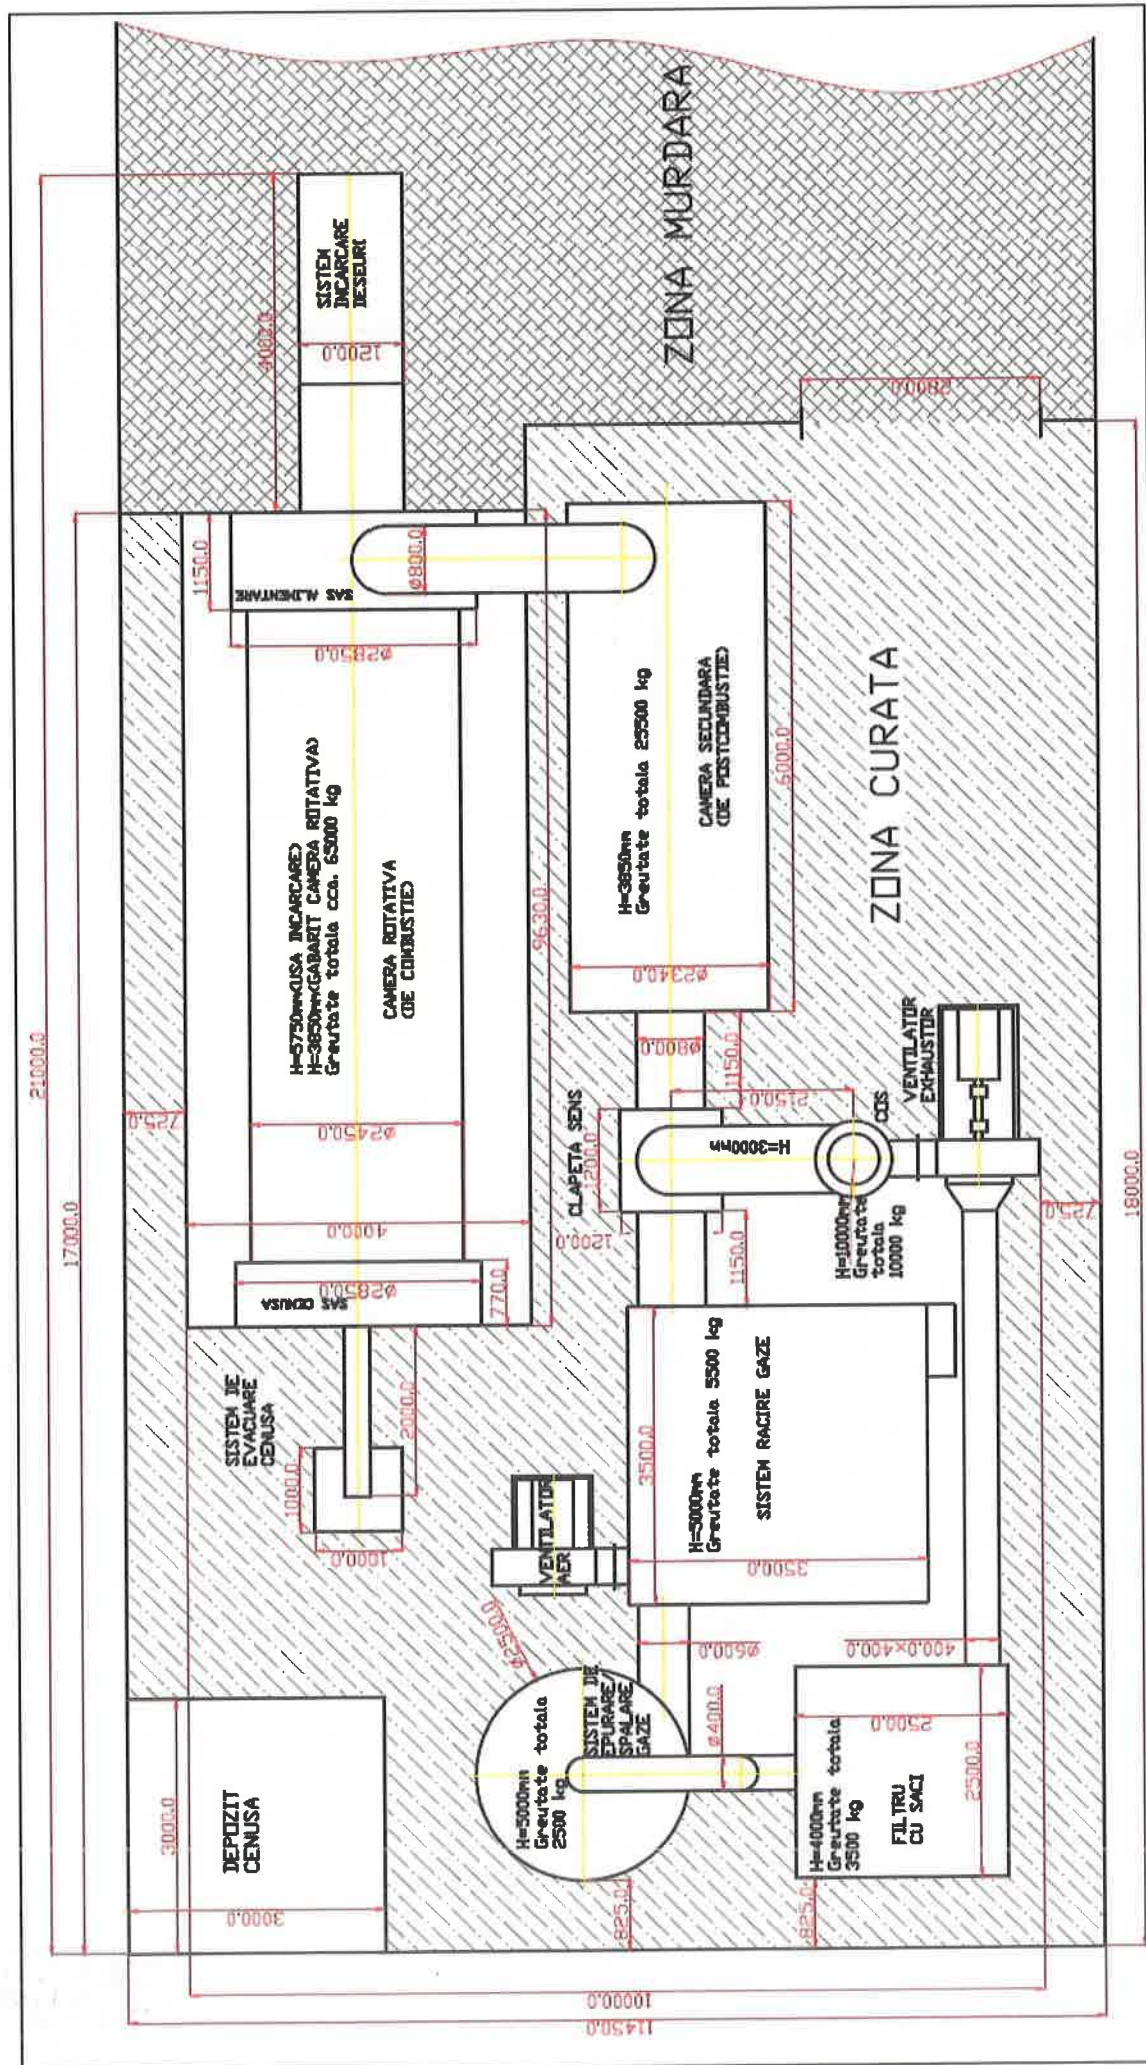 21000.0
17000.0
4000.0
SISTEM
INCARCARE
DESEURI
1200.0
ZONA MURDARA
2800.0
18000.0
1150.0
SAS ALIMENTARE
Ø2850.0
Ø800.0
725.0
H=5750mm(USA INCARCARE)
H=3850mm(GABARIT CAMERA ROTATIVA)
Greutate totala cca. 65000 kg
CAMERA ROTATIVA
(DE COMBUSTIE)
Ø2450.0
4000.0
9630.0
SAS CENUSA
Ø2850.0
770.0
H=3850mm
Greutate totala 25500 kg
CAMERA SECUNDARA
(DE POSTCOMBUSTIE)
6000.0
Ø2340.0
ZONA CURATA
Ø800.0
1150.0
2150.0
CLAPETA SENS
1200.0
1200.0
H=3000mm
COS
VENTILATOR
EXHAUSTOR
H=10000mm
Greutate
totala
10000 kg
725.0
1150.0
SISTEM DE
EVACUARE
CENUSA
2000.0
1000.0
1000.0
VENTILATOR
AER
3500.0
H=5000mm
Greutate totala 5500 kg
SISTEM RACIRE GAZE
3500.0
Ø600.0
400.0x400.0
Ø2500.0
H=5000mm
Greutate totala
2500 kg
SISTEM DE
EPURARE/
SPALARE
GAZE
Ø400.0
2500.0
2500.0
H=4000mm
Greutate totala
3500 kg
FILTRU
CU SACI
825.0
825.0
DEPOZIT
CENUSA
3000.0
3000.0
10000.0
11450.0